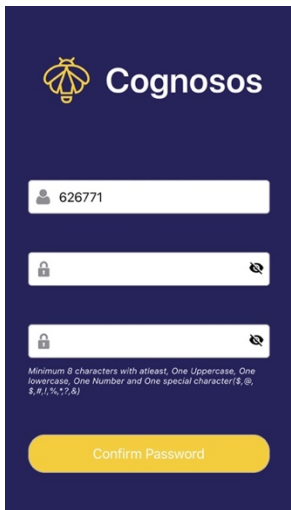 Cognosos
626771
Minimum 8 characters with atleast, One Uppercase, One
lowercase, One Number and One special character($,@,
$,#,!,%,*,?,&)
Confirm Password